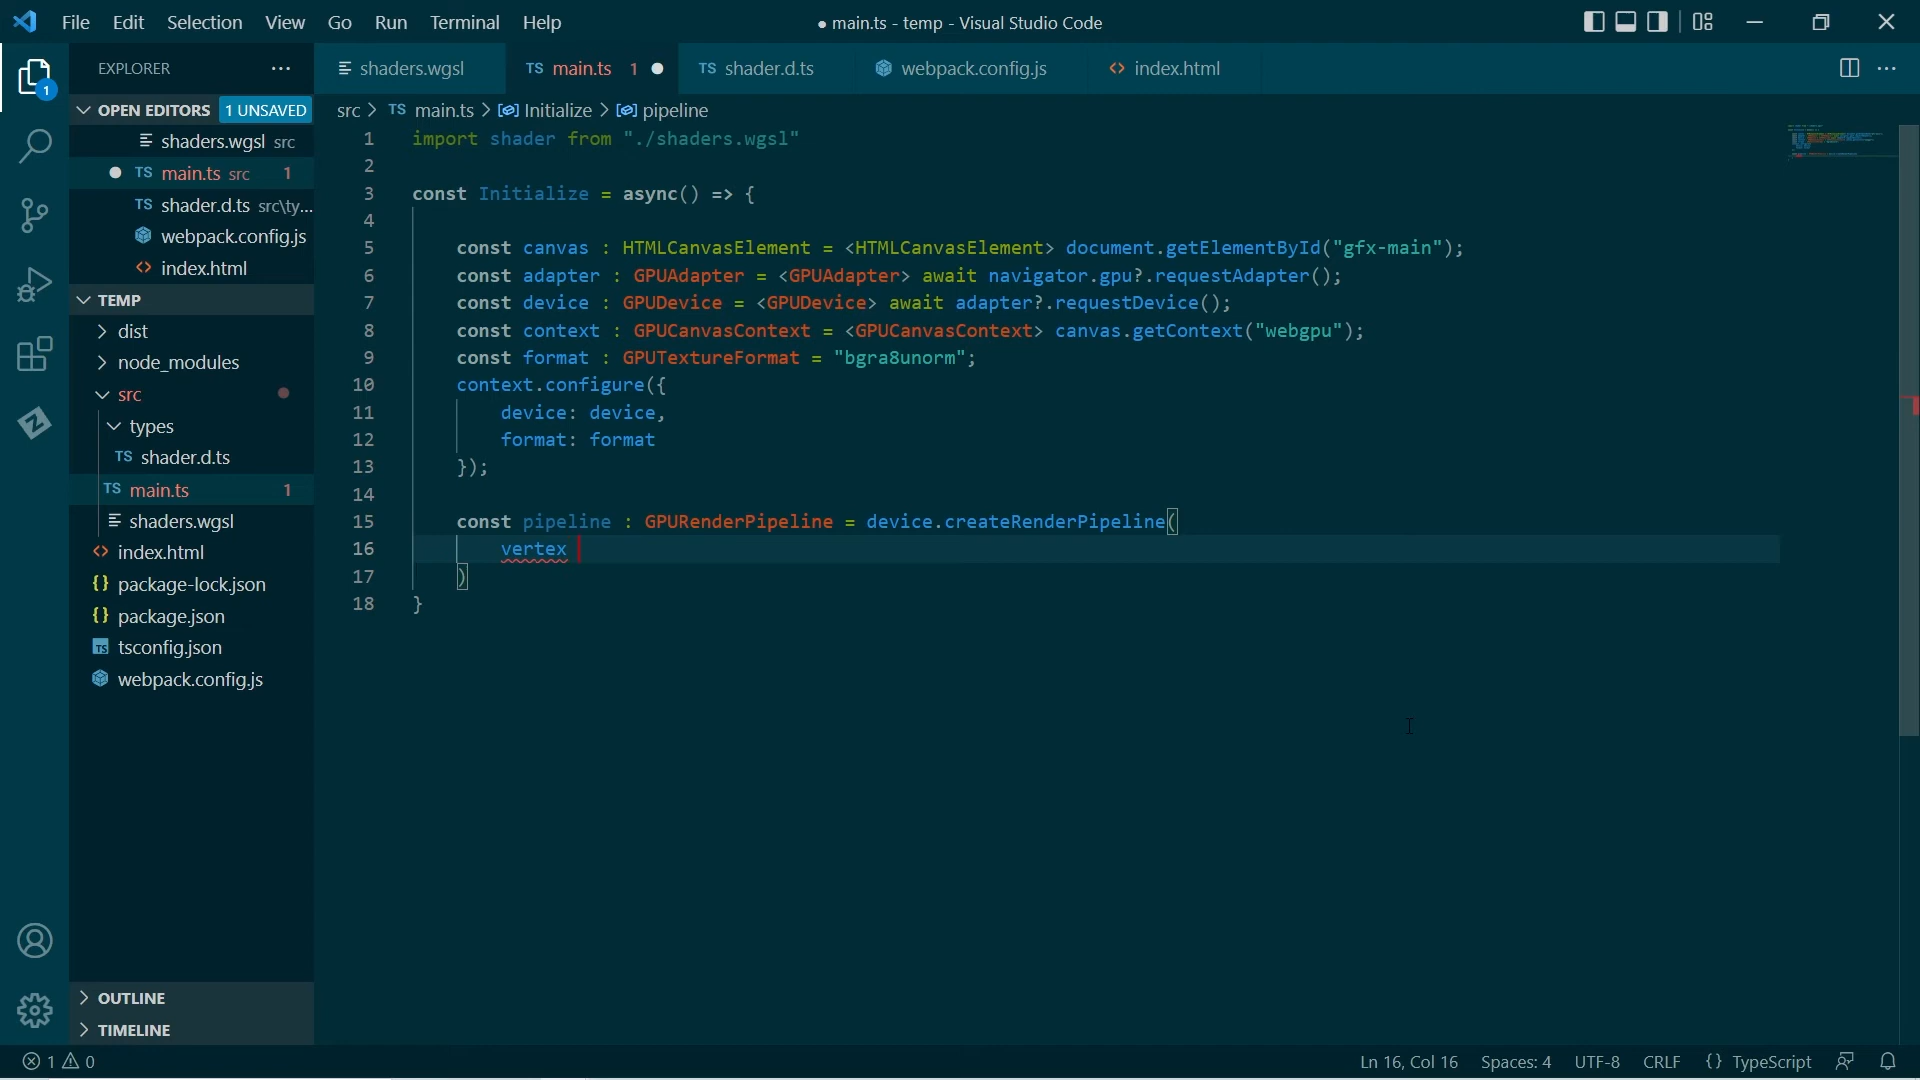 File Edit Selection View Go Run Terminal Help
● main.ts - temp - Visual Studio Code
EXPLORER
shaders.wgsl
TS main.ts 1
TS shader.d.ts
webpack.config.js
<> index.html
OPEN EDITORS 1 UNSAVED
shaders.wgsl src
TS main.ts src 1
TS shader.d.ts src\ty...
webpack.config.js
<> index.html
TEMP
dist
node_modules
src
types
TS shader.d.ts
TS main.ts 1
shaders.wgsl
<> index.html
{} package-lock.json
{} package.json
TS tsconfig.json
webpack.config.js
OUTLINE
TIMELINE
1
src > TS main.ts > Initialize > pipeline
1 import shader from "./shaders.wgsl"
2
3 const Initialize = async() => {
4
5 const canvas : HTMLCanvasElement = <HTMLCanvasElement> document.getElementById("gfx-main");
6 const adapter : GPUAdapter = <GPUAdapter> await navigator.gpu?.requestAdapter();
7 const device : GPUDevice = <GPUDevice> await adapter?.requestDevice();
8 const context : GPUCanvasContext = <GPUCanvasContext> canvas.getContext("webgpu");
9 const format : GPUTextureFormat = "bgra8unorm";
10 context.configure({
11 device: device,
12 format: format
13 });
14
15 const pipeline : GPURenderPipeline = device.createRenderPipeline(
16 vertex
17 )
18 }
1 0
Ln 16, Col 16 Spaces: 4 UTF-8 CRLF {} TypeScript